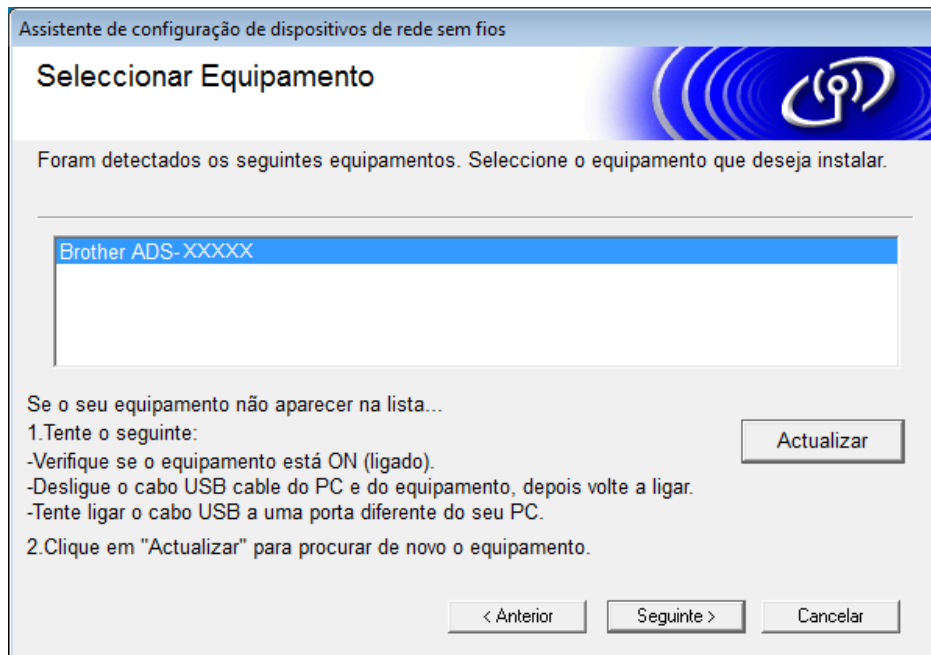 Assistente de configuração de dispositivos de rede sem fios
Seleccionar Equipamento
Foram detectados os seguintes equipamentos. Seleccione o equipamento que deseja instalar.
Brother ADS-XXXXX
Se o seu equipamento não aparecer na lista...
1.Tente o seguinte:
-Verifique se o equipamento está ON (ligado).
-Desligue o cabo USB cable do PC e do equipamento, depois volte a ligar.
-Tente ligar o cabo USB a uma porta diferente do seu PC.
2.Clique em "Actualizar" para procurar de novo o equipamento.
Actualizar
< Anterior
Seguinte >
Cancelar